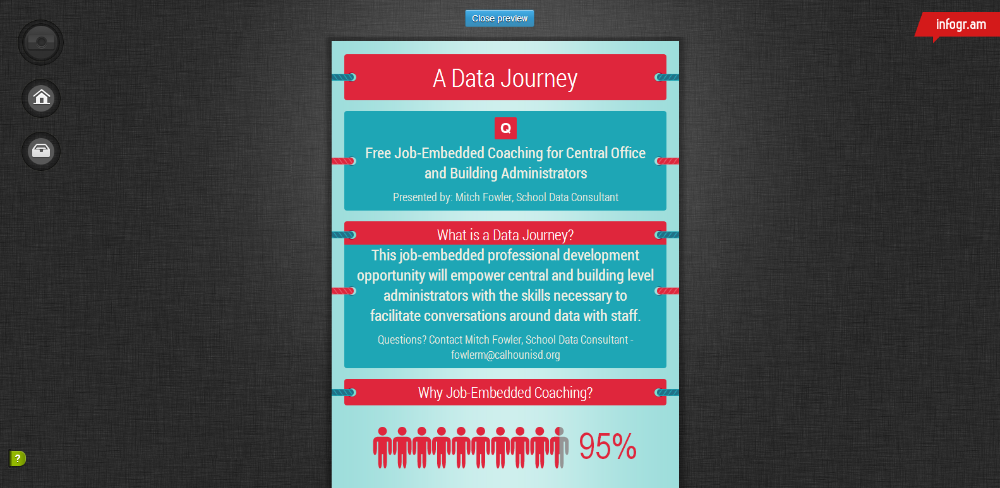 Close preview
infogr.am
A Data Journey
Q
Free Job-Embedded Coaching for Central Office
and Building Administrators
Presented by: Mitch Fowler, School Data Consultant
What is a Data Journey?
This job-embedded professional development
opportunity will empower central and building level
administrators with the skills necessary to
facilitate conversations around data with staff.
Questions? Contact Mitch Fowler, School Data Consultant -
fowlerm@calhounisd.org
Why Job-Embedded Coaching?
95%
?